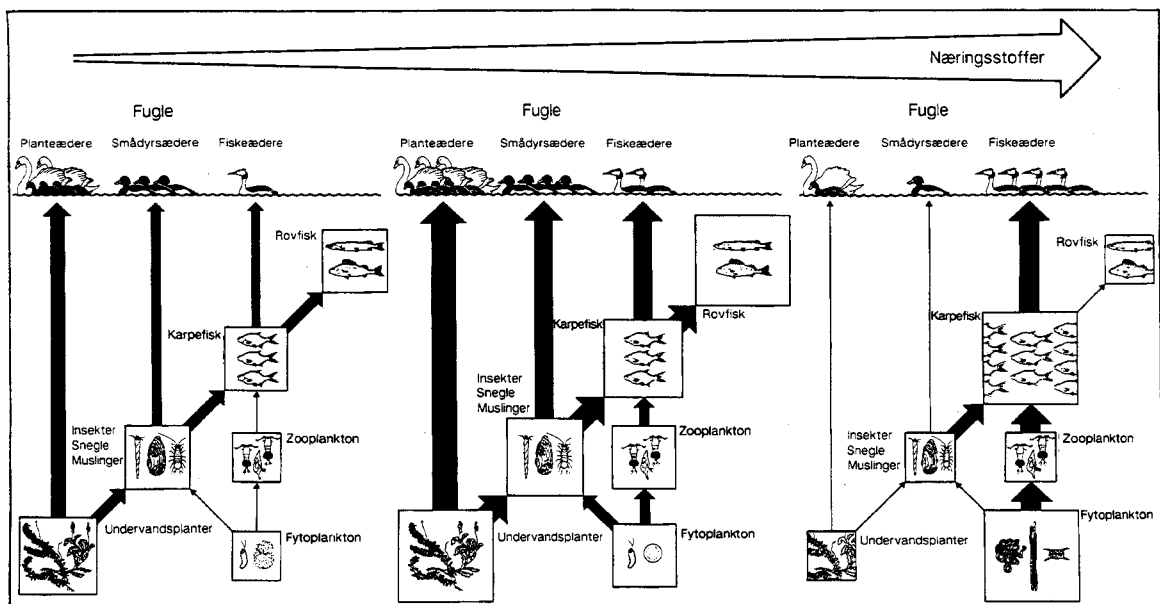 Næringsstoffer
Fugle
Planteædere
Smådyrsædere
Fiskeædere
Rovfisk
Karpefisk
Insekter
Snegle
Muslinger
Zooplankton
Undervandsplanter
Fytoplankton
Fugle
Planteædere
Smådyrsædere
Fiskeædere
Rovfisk
Karpefisk
Insekter
Snegle
Muslinger
Zooplankton
Undervandsplanter
Fytoplankton
Fugle
Planteædere
Smådyrsædere
Fiskeædere
Rovfisk
Karpefisk
Insekter
Snegle
Muslinger
Zooplankton
Fytoplankton
Undervandsplanter